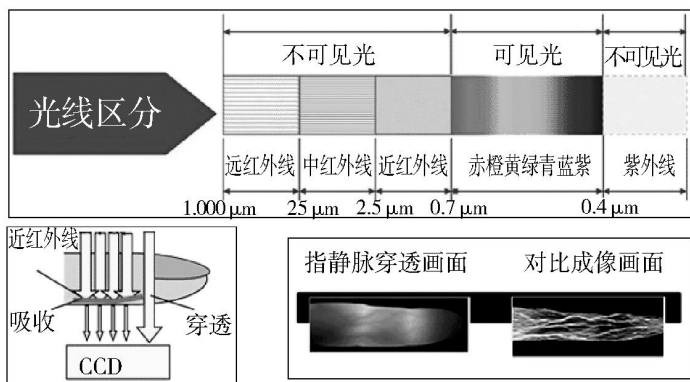 不可见光 可见光 不可见光
光线区分
远红外线 中红外线 近红外线 赤橙黄绿青蓝紫 紫外线
1.000 μm 25 μm 2.5 μm 0.7 μm 0.4 μm
近红外线
吸收 穿透
CCD
指静脉穿透画面 对比成像画面